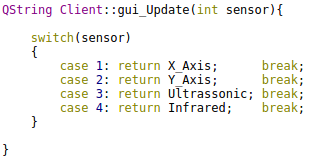 QString Client::gui_Update(int sensor){
switch(sensor)
{
case 1: return X_Axis; break;
case 2: return Y_Axis; break;
case 3: return Ultrassonic; break;
case 4: return Infrared; break;
}
}